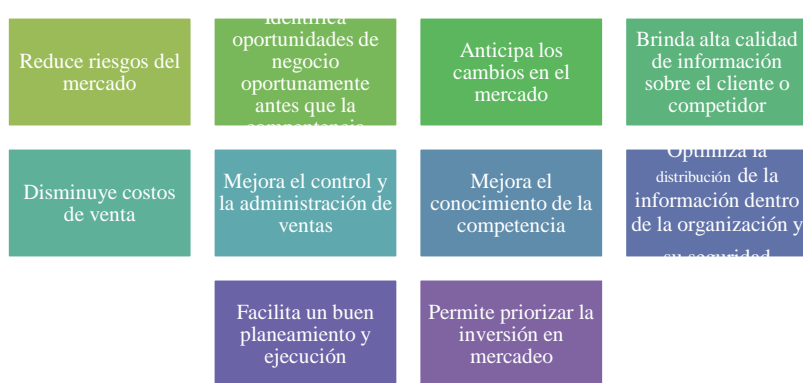 Reduce riesgos del
mercado
Identifica
oportunidades de
negocio
oportunamente
antes que la
Anticipa los
cambios en el
mercado
Brinda alta calidad
de información
sobre el cliente o
competidor
Disminuye costos
de venta
Mejora el control y
la administración de
ventas
Mejora el
conocimiento de la
competencia
Optimiza la
distribución de la
información dentro
de la organización y
su seguridad
Facilita un buen
planeamiento y
ejecución
Permite priorizar la
inversión en
mercadeo